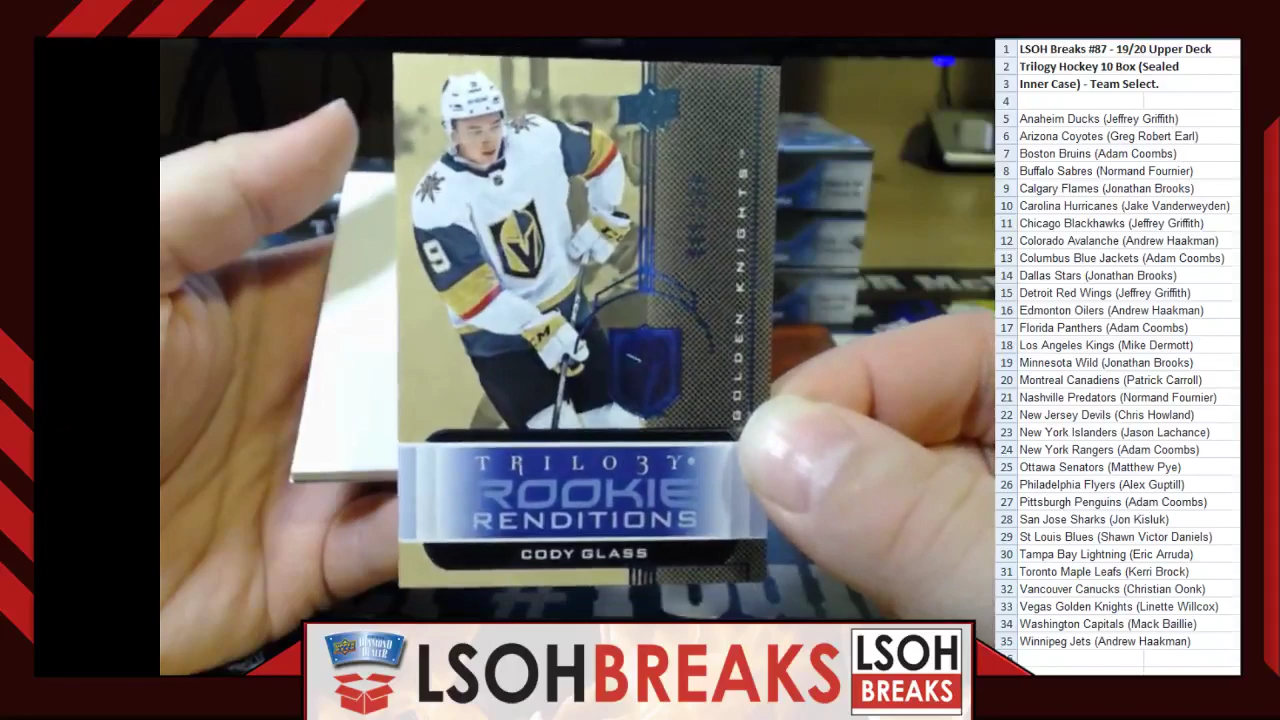 GOLDEN KNIGHTS
9
TRILO3Y
ROOKIE
RENDITIONS
CODY GLASS
1 LSOH Breaks #87 - 19/20 Upper Deck
2 Trilogy Hockey 10 Box (Sealed
3 Inner Case) - Team Select.
4
5 Anaheim Ducks (Jeffrey Griffith)
6 Arizona Coyotes (Greg Robert Earl)
7 Boston Bruins (Adam Coombs)
8 Buffalo Sabres (Normand Fournier)
9 Calgary Flames (Jonathan Brooks)
10 Carolina Hurricanes (Jake Vanderweyden)
11 Chicago Blackhawks (Jeffrey Griffith)
12 Colorado Avalanche (Andrew Haakman)
13 Columbus Blue Jackets (Adam Coombs)
14 Dallas Stars (Jonathan Brooks)
15 Detroit Red Wings (Jeffrey Griffith)
16 Edmonton Oilers (Andrew Haakman)
17 Florida Panthers (Adam Coombs)
18 Los Angeles Kings (Mike Dermott)
19 Minnesota Wild (Jonathan Brooks)
20 Montreal Canadiens (Patrick Carroll)
21 Nashville Predators (Normand Fournier)
22 New Jersey Devils (Chris Howland)
23 New York Islanders (Jason Lachance)
24 New York Rangers (Adam Coombs)
25 Ottawa Senators (Matthew Pye)
26 Philadelphia Flyers (Alex Guptill)
27 Pittsburgh Penguins (Adam Coombs)
28 San Jose Sharks (Jon Kisluk)
29 St Louis Blues (Shawn Victor Daniels)
30 Tampa Bay Lightning (Eric Arruda)
31 Toronto Maple Leafs (Kerri Brock)
32 Vancouver Canucks (Christian Oonk)
33 Vegas Golden Knights (Linette Willcox)
34 Washington Capitals (Mack Baillie)
35 Winnipeg Jets (Andrew Haakman)
DIAMOND DEALER
LSOHBREAKS
LSOH
BREAKS